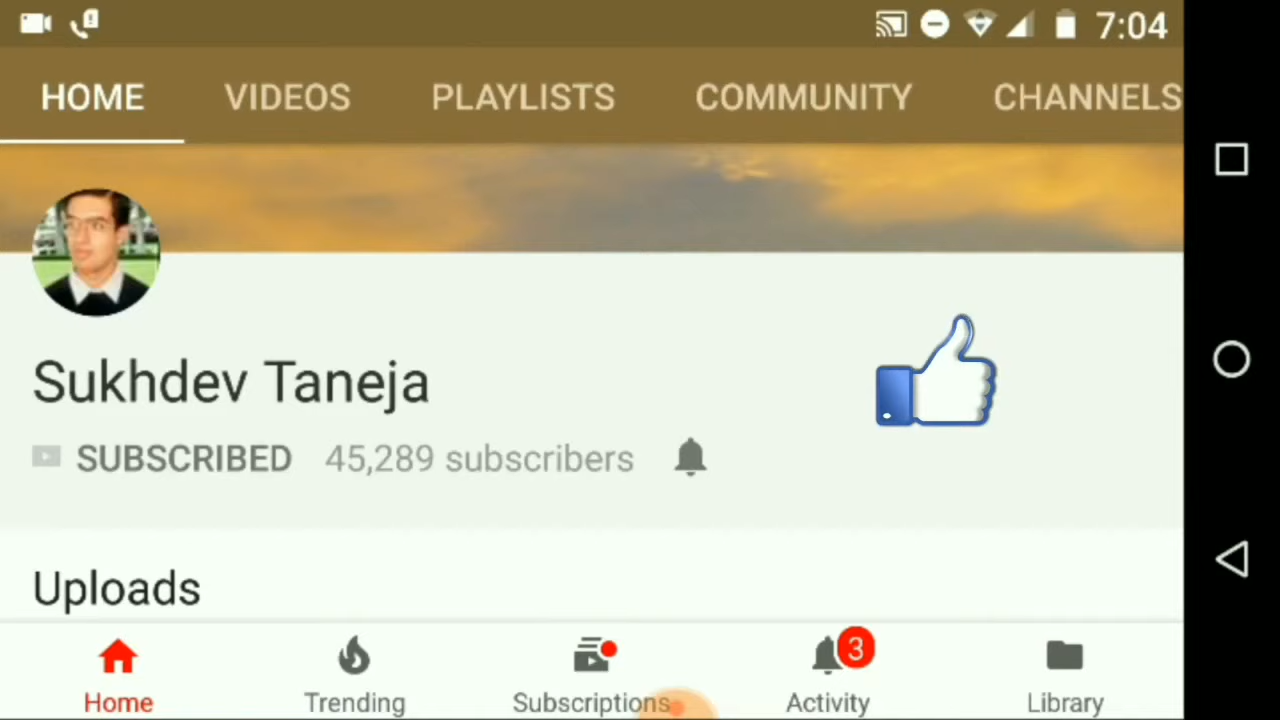 7:04
HOME VIDEOS PLAYLISTS COMMUNITY CHANNELS
Sukhdev Taneja
SUBSCRIBED 45,289 subscribers
Uploads
3
Home Trending Subscriptions Activity Library